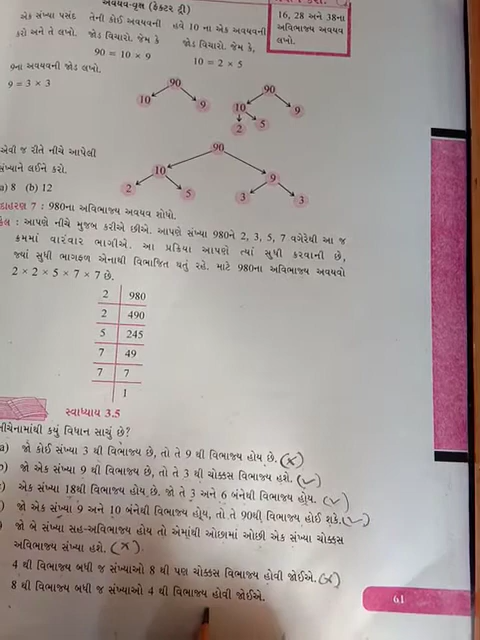 અવયવ-વૃક્ષ (ફેક્ટર ટ્રી)
એક સંખ્યા પસંદ
કરો અને તે લખો.
તેની કોઈ અવયવની
જોડ વિચારો. જેમ કે
90 = 10 × 9
હવે 10 ના એક અવયવની
જોડ વિચારો. જેમ કે,
10 = 2 × 5
16, 28 અને 38ના
અવિભાજ્ય અવયવ
લખો.
9ના અવયવની જોડ લખો.
9 = 3 × 3
90
10 9
90
10 9
2 5
90
10 9
2 5 3 3
એવી જ રીતે નીચે આપેલી
સંખ્યાને લઈને કરો.
a) 8 (b) 12
દાહરણ 7 : 980ના અવિભાજ્ય અવયવ શોધો.
કેલ : આપણે નીચે મુજબ કરીએ છીએ. આપણે સંખ્યા 980ને 2, 3, 5, 7 વગેરેથી આ જ
ક્રમમાં વારંવાર ભાગીએ. આ પ્રક્રિયા આપણે ત્યાં સુધી કરવાની છે,
જ્યાં સુધી ભાગફળ એનાથી વિભાજિત થતું રહે. માટે 980ના અવિભાજ્ય અવયવો
2 × 2 × 5 × 7 × 7 છે.
2 980
2 490
5 245
7 49
7 7
1
સ્વાધ્યાય 3.5
નીચેનામાંથી કયું વિધાન સાચું છે?
a) જો કોઈ સંખ્યા 3 થી વિભાજ્ય છે, તો તે 9 થી વિભાજ્ય હોય છે. (×)
) જો એક સંખ્યા 9 થી વિભાજ્ય છે, તો તે 3 થી ચોક્કસ વિભાજ્ય હશે. (✓)
) એક સંખ્યા 18થી વિભાજ્ય હોય છે. જો તે 3 અને 6 બંનેથી વિભાજ્ય હોય. (✓)
) જો એક સંખ્યા 9 અને 10 બંનેથી વિભાજ્ય હોય, તો તે 90થી વિભાજ્ય હોઈ શકે. (✓)
) જો બે સંખ્યા સહ-અવિભાજ્ય હોય તો એમાંથી ઓછામાં ઓછી એક સંખ્યા ચોક્કસ
અવિભાજ્ય સંખ્યા હશે. (×)
4 થી વિભાજ્ય બધી જ સંખ્યાઓ 8 થી પણ ચોક્કસ વિભાજ્ય હોવી જોઈએ. (×)
8 થી વિભાજ્ય બધી જ સંખ્યાઓ 4 થી વિભાજ્ય હોવી જોઈએ.
61